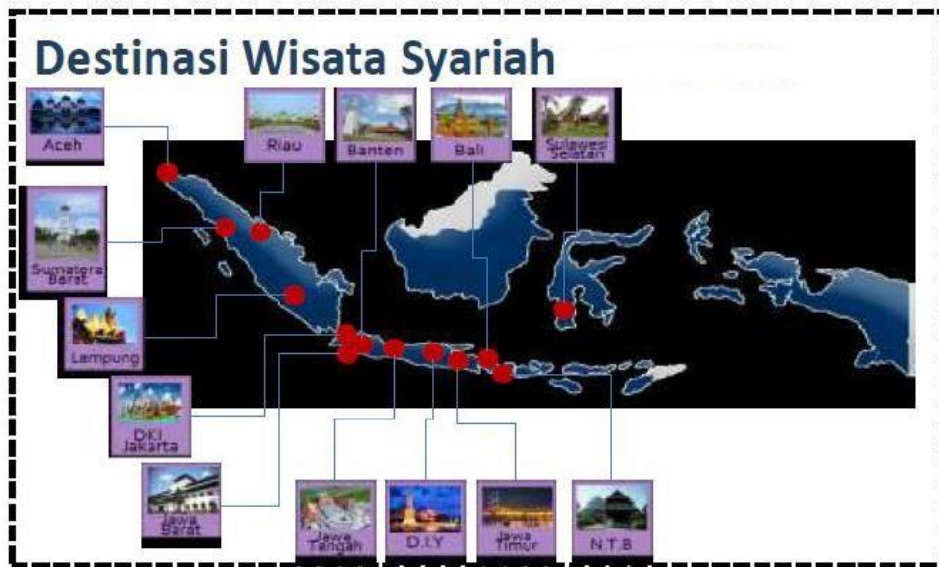 Destinasi Wisata Syariah
Aceh
Riau
Banten
Bali
Sulawesi
Selatan
Sumatera
Barat
Lampung
DKI
Jakarta
Jawa
Barat
Jawa
Tengah
D.I.Y
Jawa
Timur
N.T.B